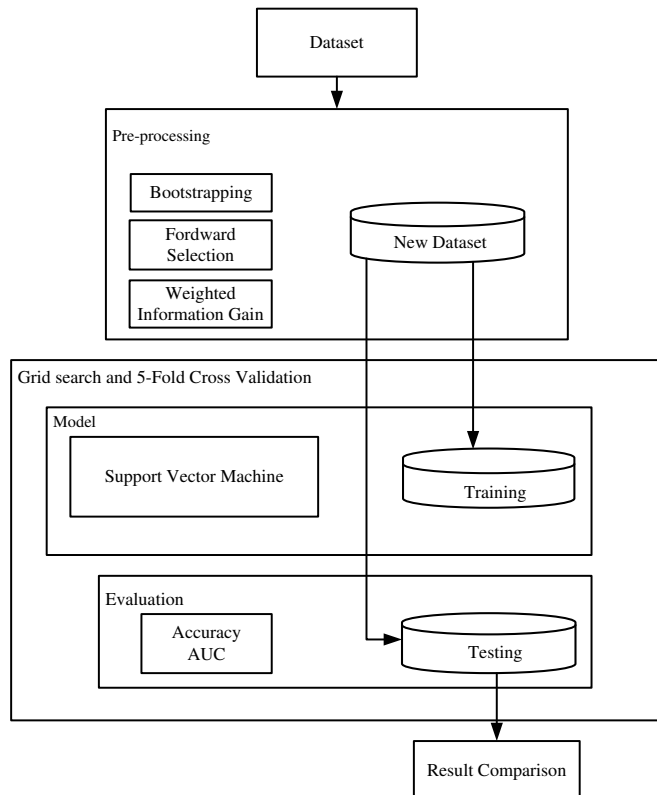 Dataset
Pre-processing
Bootstrapping
Fordward
Selection
Weighted
Information Gain
New Dataset
Grid search and 5-Fold Cross Validation
Model
Support Vector Machine
Training
Evaluation
Accuracy
AUC
Testing
Result Comparison